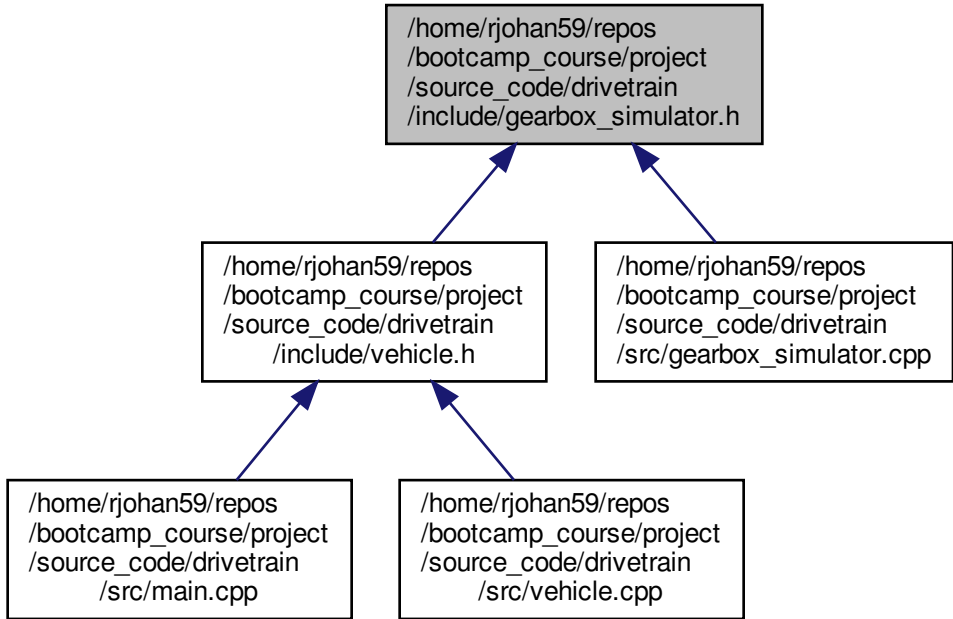 /home/rjohan59/repos
/bootcamp_course/project
/source_code/drivetrain
/include/gearbox_simulator.h
/home/rjohan59/repos
/bootcamp_course/project
/source_code/drivetrain
/include/vehicle.h
/home/rjohan59/repos
/bootcamp_course/project
/source_code/drivetrain
/src/gearbox_simulator.cpp
/home/rjohan59/repos
/bootcamp_course/project
/source_code/drivetrain
/src/main.cpp
/home/rjohan59/repos
/bootcamp_course/project
/source_code/drivetrain
/src/vehicle.cpp